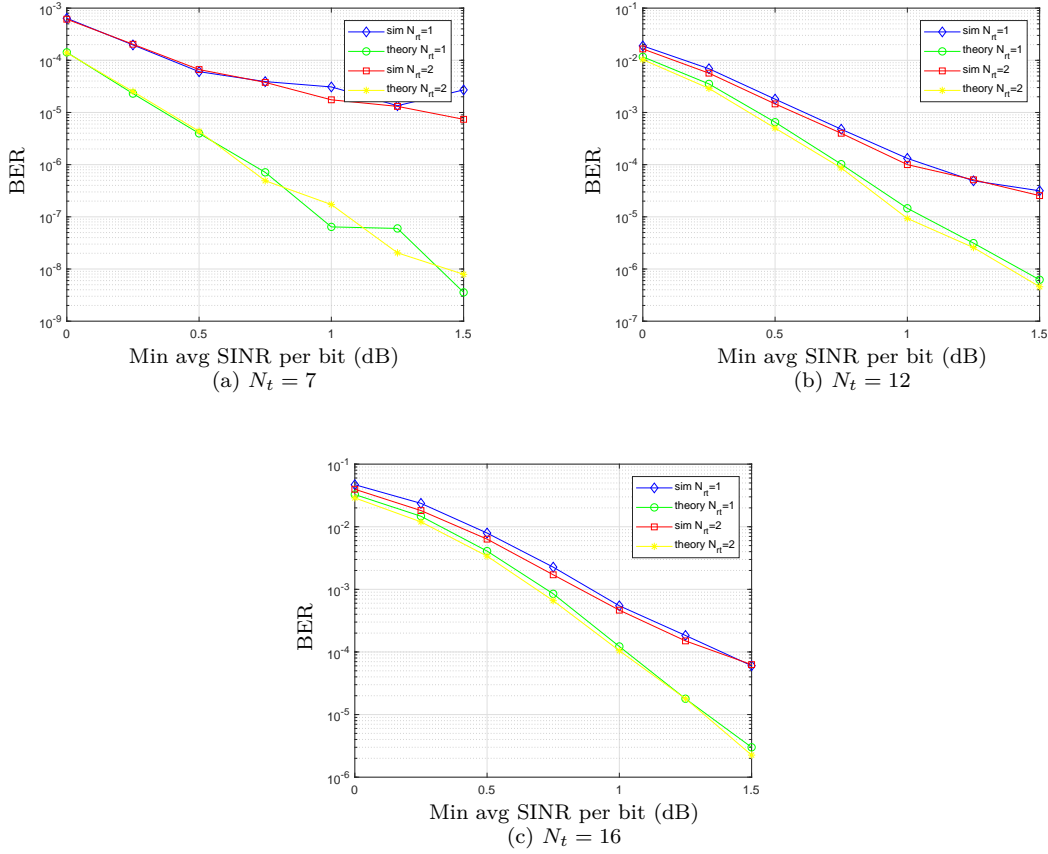 10^-3
10^-4
10^-5
10^-6
10^-7
10^-8
10^-9
BER
sim N_rt=1
theory N_rt=1
sim N_rt=2
theory N_rt=2
0 0.5 1 1.5
Min avg SINR per bit (dB)
(a) N_t = 7
10^-1
10^-2
10^-3
10^-4
10^-5
10^-6
10^-7
BER
sim N_rt=1
theory N_rt=1
sim N_rt=2
theory N_rt=2
0 0.5 1 1.5
Min avg SINR per bit (dB)
(b) N_t = 12
10^-1
10^-2
10^-3
10^-4
10^-5
10^-6
BER
sim N_rt=1
theory N_rt=1
sim N_rt=2
theory N_rt=2
0 0.5 1 1.5
Min avg SINR per bit (dB)
(c) N_t = 16